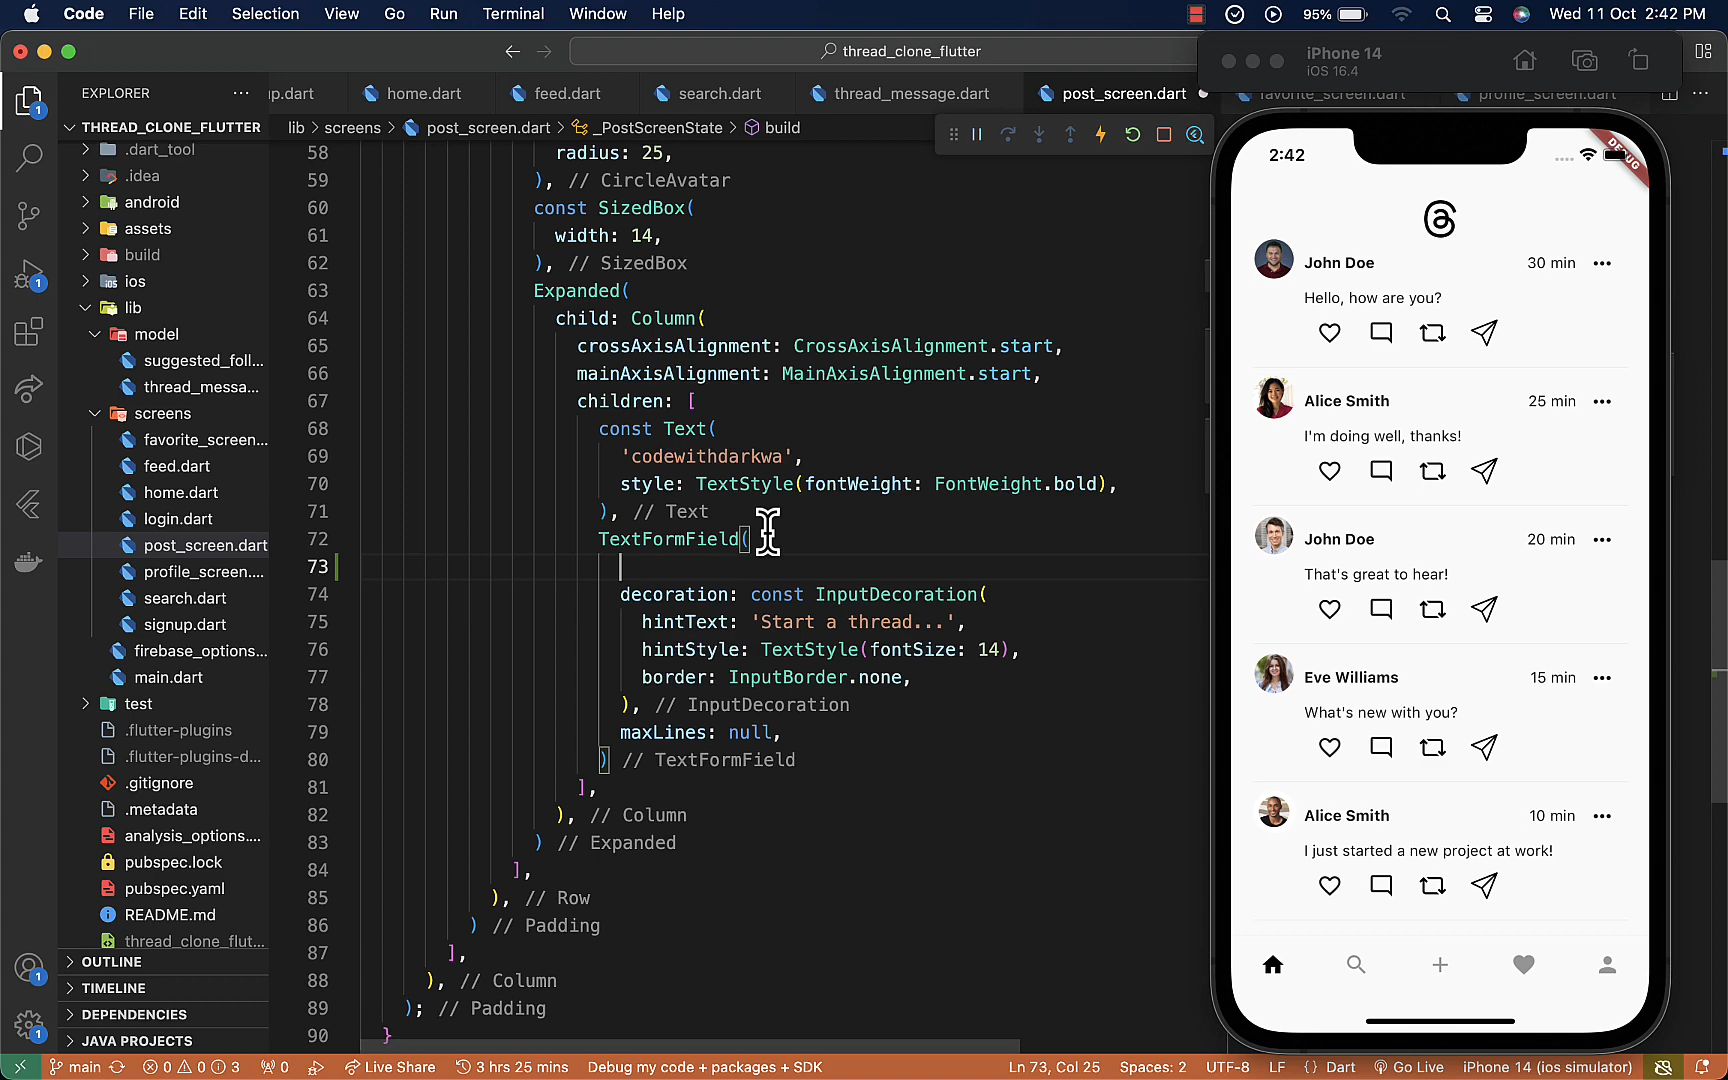 Code File Edit Selection View Go Run Terminal Window Help 95% Wed 11 Oct 2:42 PM
thread_clone_flutter
iPhone 14
iOS 16.4
EXPLORER
p.dart home.dart feed.dart search.dart thread_message.dart post_screen.dart favorite_screen.dart profile_screen.dart
THREAD_CLONE_FLUTTER
lib > screens > post_screen.dart > _PostScreenState > build
.dart_tool
.idea
android
assets
build
ios
lib
model
suggested_foll...
thread_messa...
screens
favorite_screen...
feed.dart
home.dart
login.dart
post_screen.dart
profile_screen....
search.dart
signup.dart
firebase_options...
main.dart
test
.flutter-plugins
.flutter-plugins-d...
.gitignore
.metadata
analysis_options....
pubspec.lock
pubspec.yaml
README.md
thread_clone_flut...
OUTLINE
TIMELINE
DEPENDENCIES
JAVA PROJECTS
58 radius: 25,
59 ), // CircleAvatar
60 const SizedBox(
61 width: 14,
62 ), // SizedBox
63 Expanded(
64 child: Column(
65 crossAxisAlignment: CrossAxisAlignment.start,
66 mainAxisAlignment: MainAxisAlignment.start,
67 children: [
68 const Text(
69 'codewithdarkwa',
70 style: TextStyle(fontWeight: FontWeight.bold),
71 ), // Text
72 TextFormField(
73
74 decoration: const InputDecoration(
75 hintText: 'Start a thread...',
76 hintStyle: TextStyle(fontSize: 14),
77 border: InputBorder.none,
78 ), // InputDecoration
79 maxLines: null,
80 ) // TextFormField
81 ],
82 ), // Column
83 ) // Expanded
84 ],
85 ), // Row
86 ) // Padding
87 ],
88 ), // Column
89 ); // Padding
90 }
2:42
DEBUG
John Doe 30 min
Hello, how are you?
Alice Smith 25 min
I'm doing well, thanks!
John Doe 20 min
That's great to hear!
Eve Williams 15 min
What's new with you?
Alice Smith 10 min
I just started a new project at work!
1
1
1
1
main 0 0 3 0 Live Share 3 hrs 25 mins Debug my code + packages + SDK Ln 73, Col 25 Spaces: 2 UTF-8 LF {} Dart Go Live iPhone 14 (ios simulator)